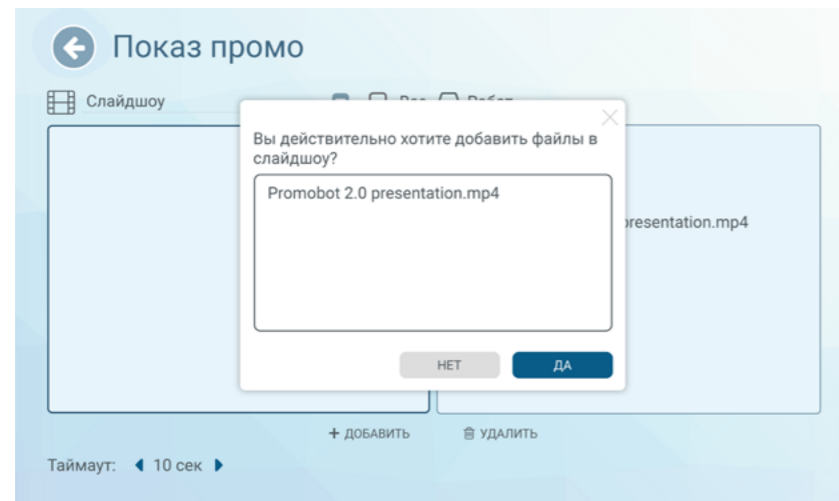 Показ промо
Слайдшоу
Вы действительно хотите добавить файлы в
слайдшоу?
Promobot 2.0 presentation.mp4
presentation.mp4
НЕТ
ДА
+ ДОБАВИТЬ
УДАЛИТЬ
Таймаут: 10 сек